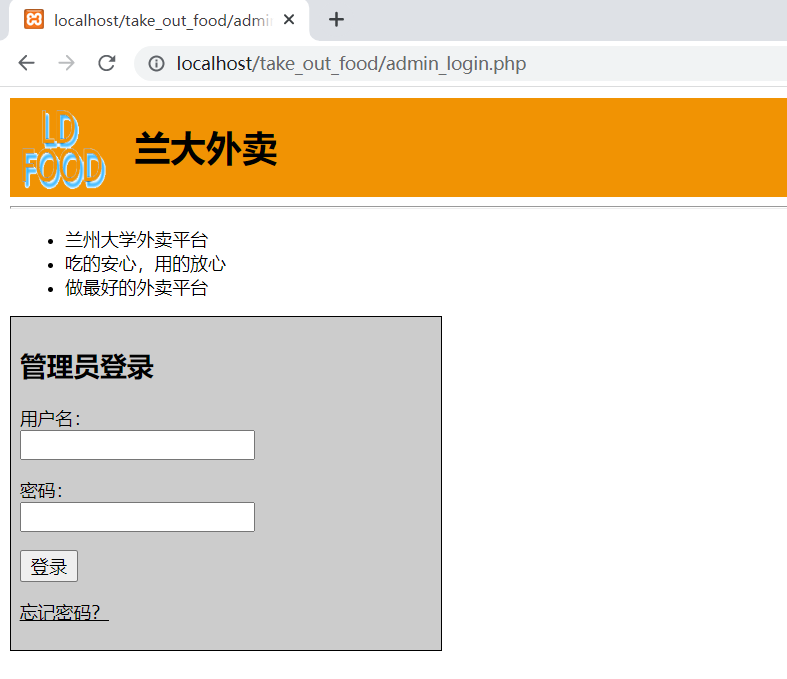 localhost/take_out_food/admi
localhost/take_out_food/admin_login.php
LD
FOOD
兰大外卖
兰州大学外卖平台
吃的安心，用的放心
做最好的外卖平台
管理员登录
用户名：
密码：
登录
忘记密码？